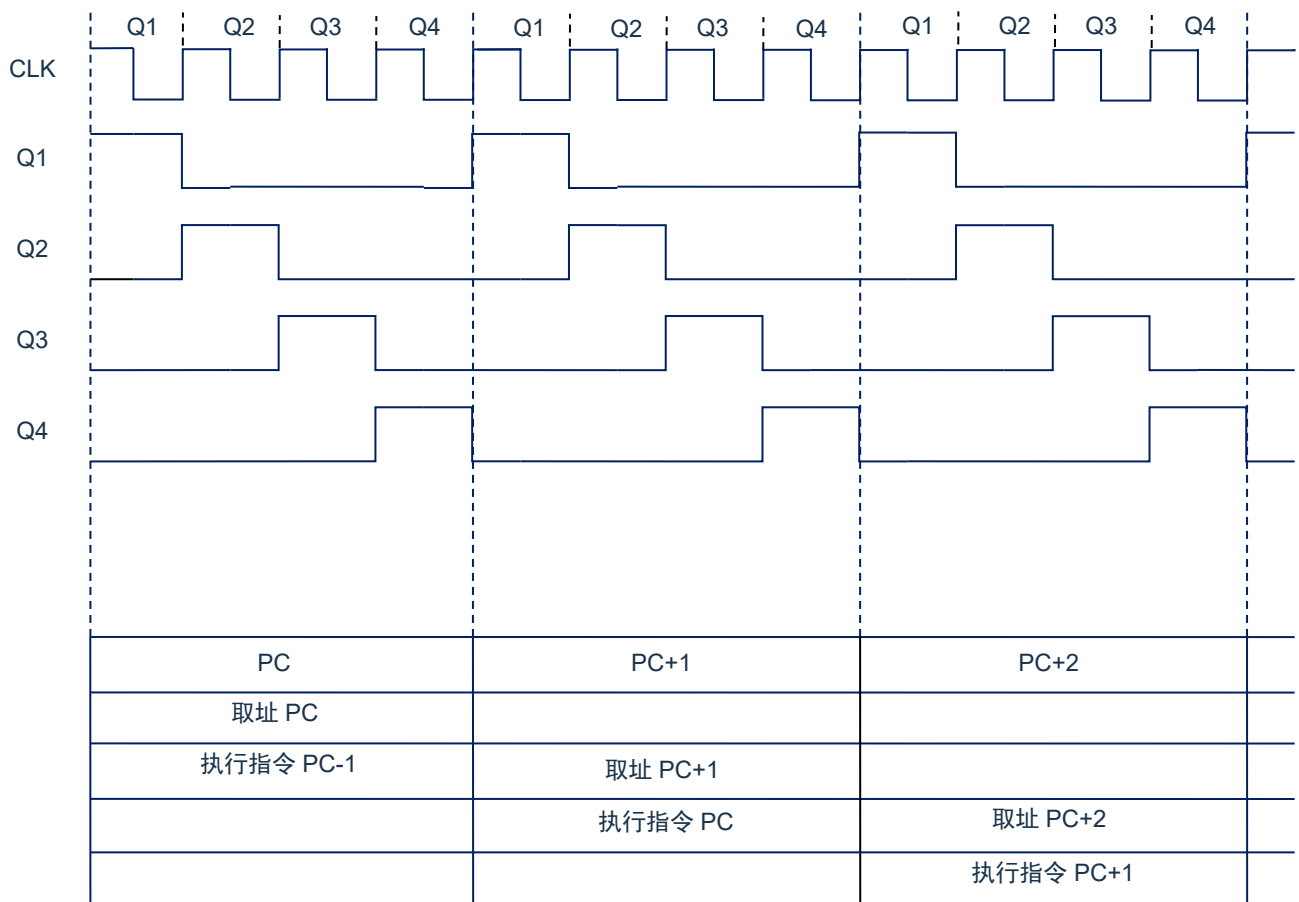 Q1 Q2 Q3 Q4 Q1 Q2 Q3 Q4 Q1 Q2 Q3 Q4
CLK
Q1
Q2
Q3
Q4
PC PC+1 PC+2
取址 PC
执行指令 PC-1 取址 PC+1
执行指令 PC 取址 PC+2
执行指令 PC+1